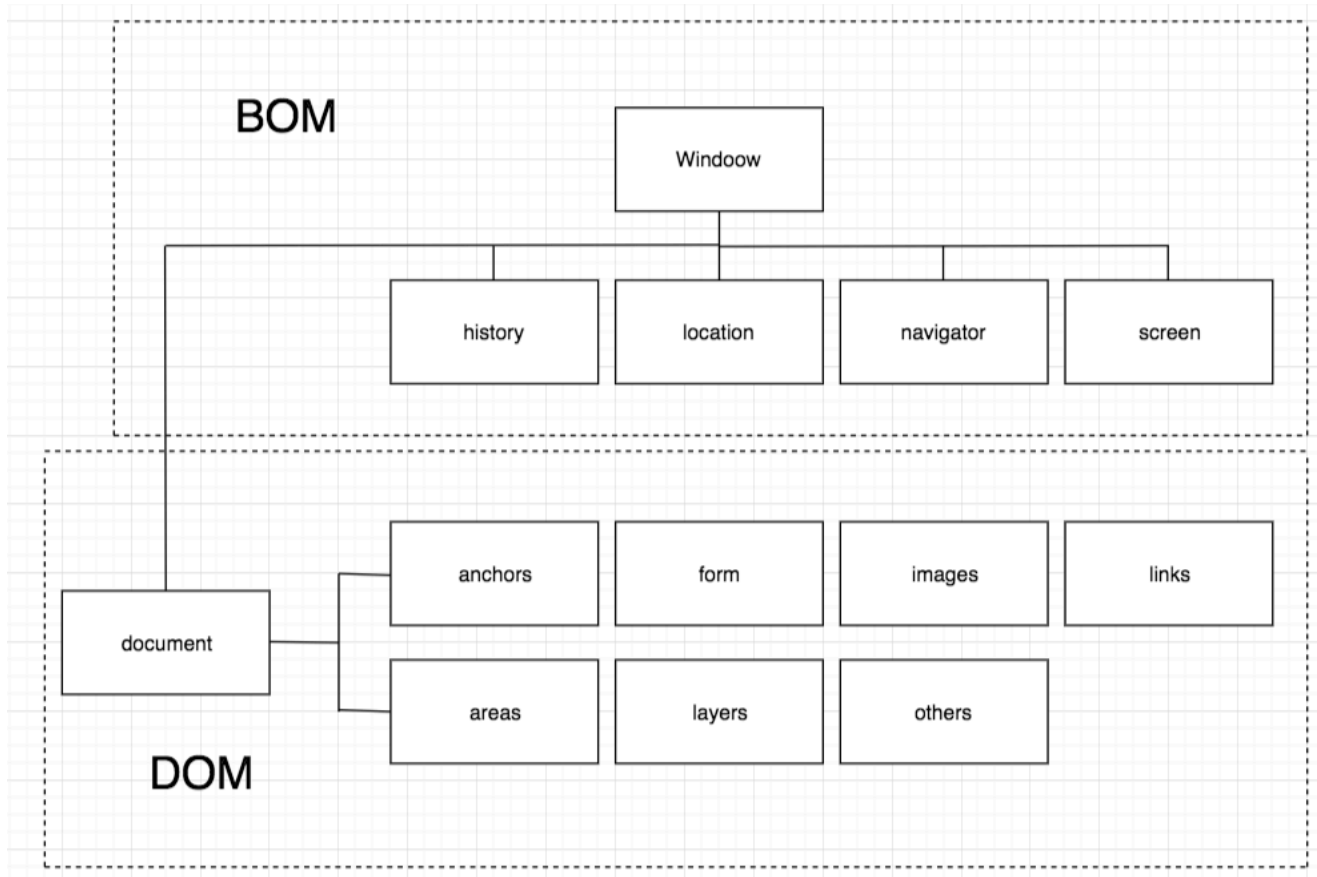 BOM
Windoow
history
location
navigator
screen
anchors
form
images
links
document
areas
layers
others
DOM